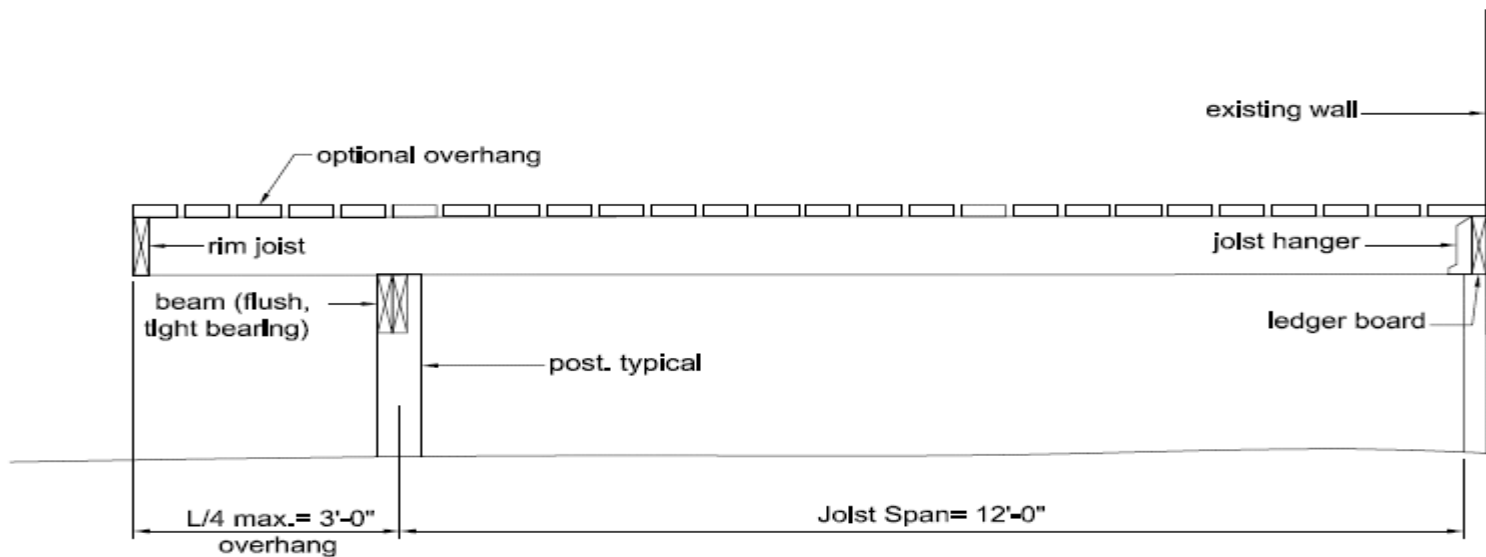 existing wall
optional overhang
rim joist
joist hanger
beam (flush,
tight bearing)
ledger board
post. typical
L/4 max.= 3'-0"
overhang
Joist Span= 12'-0"